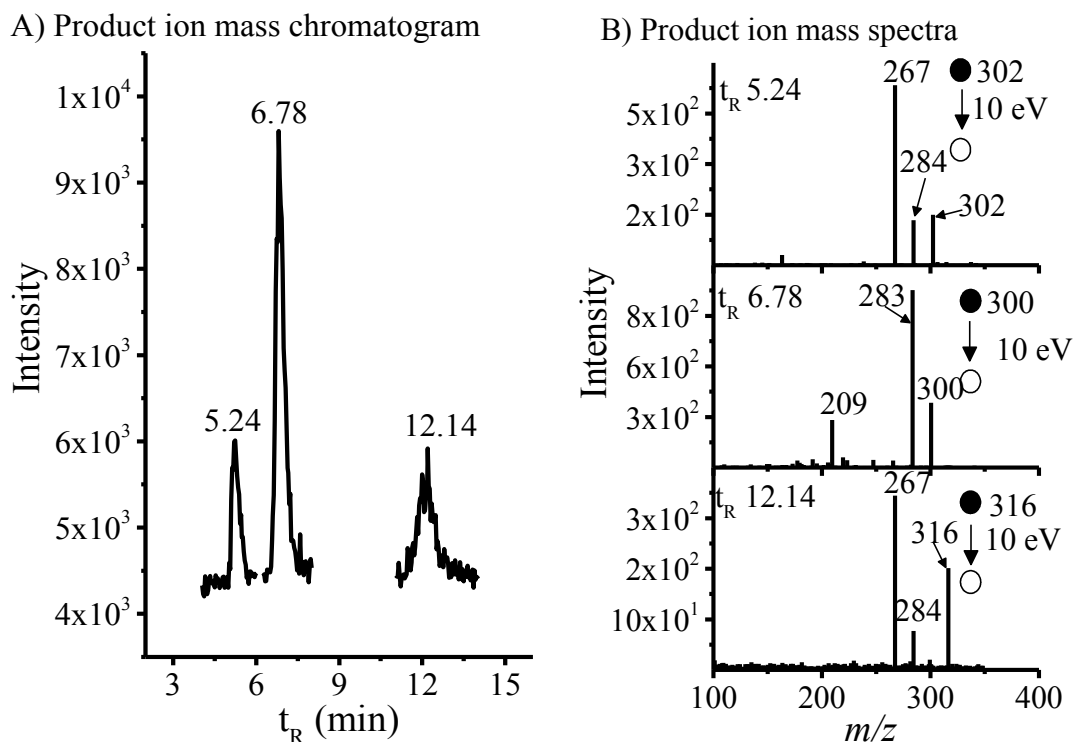 A) Product ion mass chromatogram
1x10⁴
9x10³
8x10³
7x10³
6x10³
5x10³
4x10³
Intensity
6.78
5.24
12.14
3 6 9 12 15
t_R (min)
B) Product ion mass spectra
t_R 5.24
267
302
10 eV
284
302
5x10²
3x10²
2x10²
t_R 6.78
283
300
10 eV
300
209
8x10²
6x10²
3x10²
Intensity
t_R 12.14
267
316
10 eV
316
284
3x10²
2x10²
10x10¹
100 200 300 400
m/z